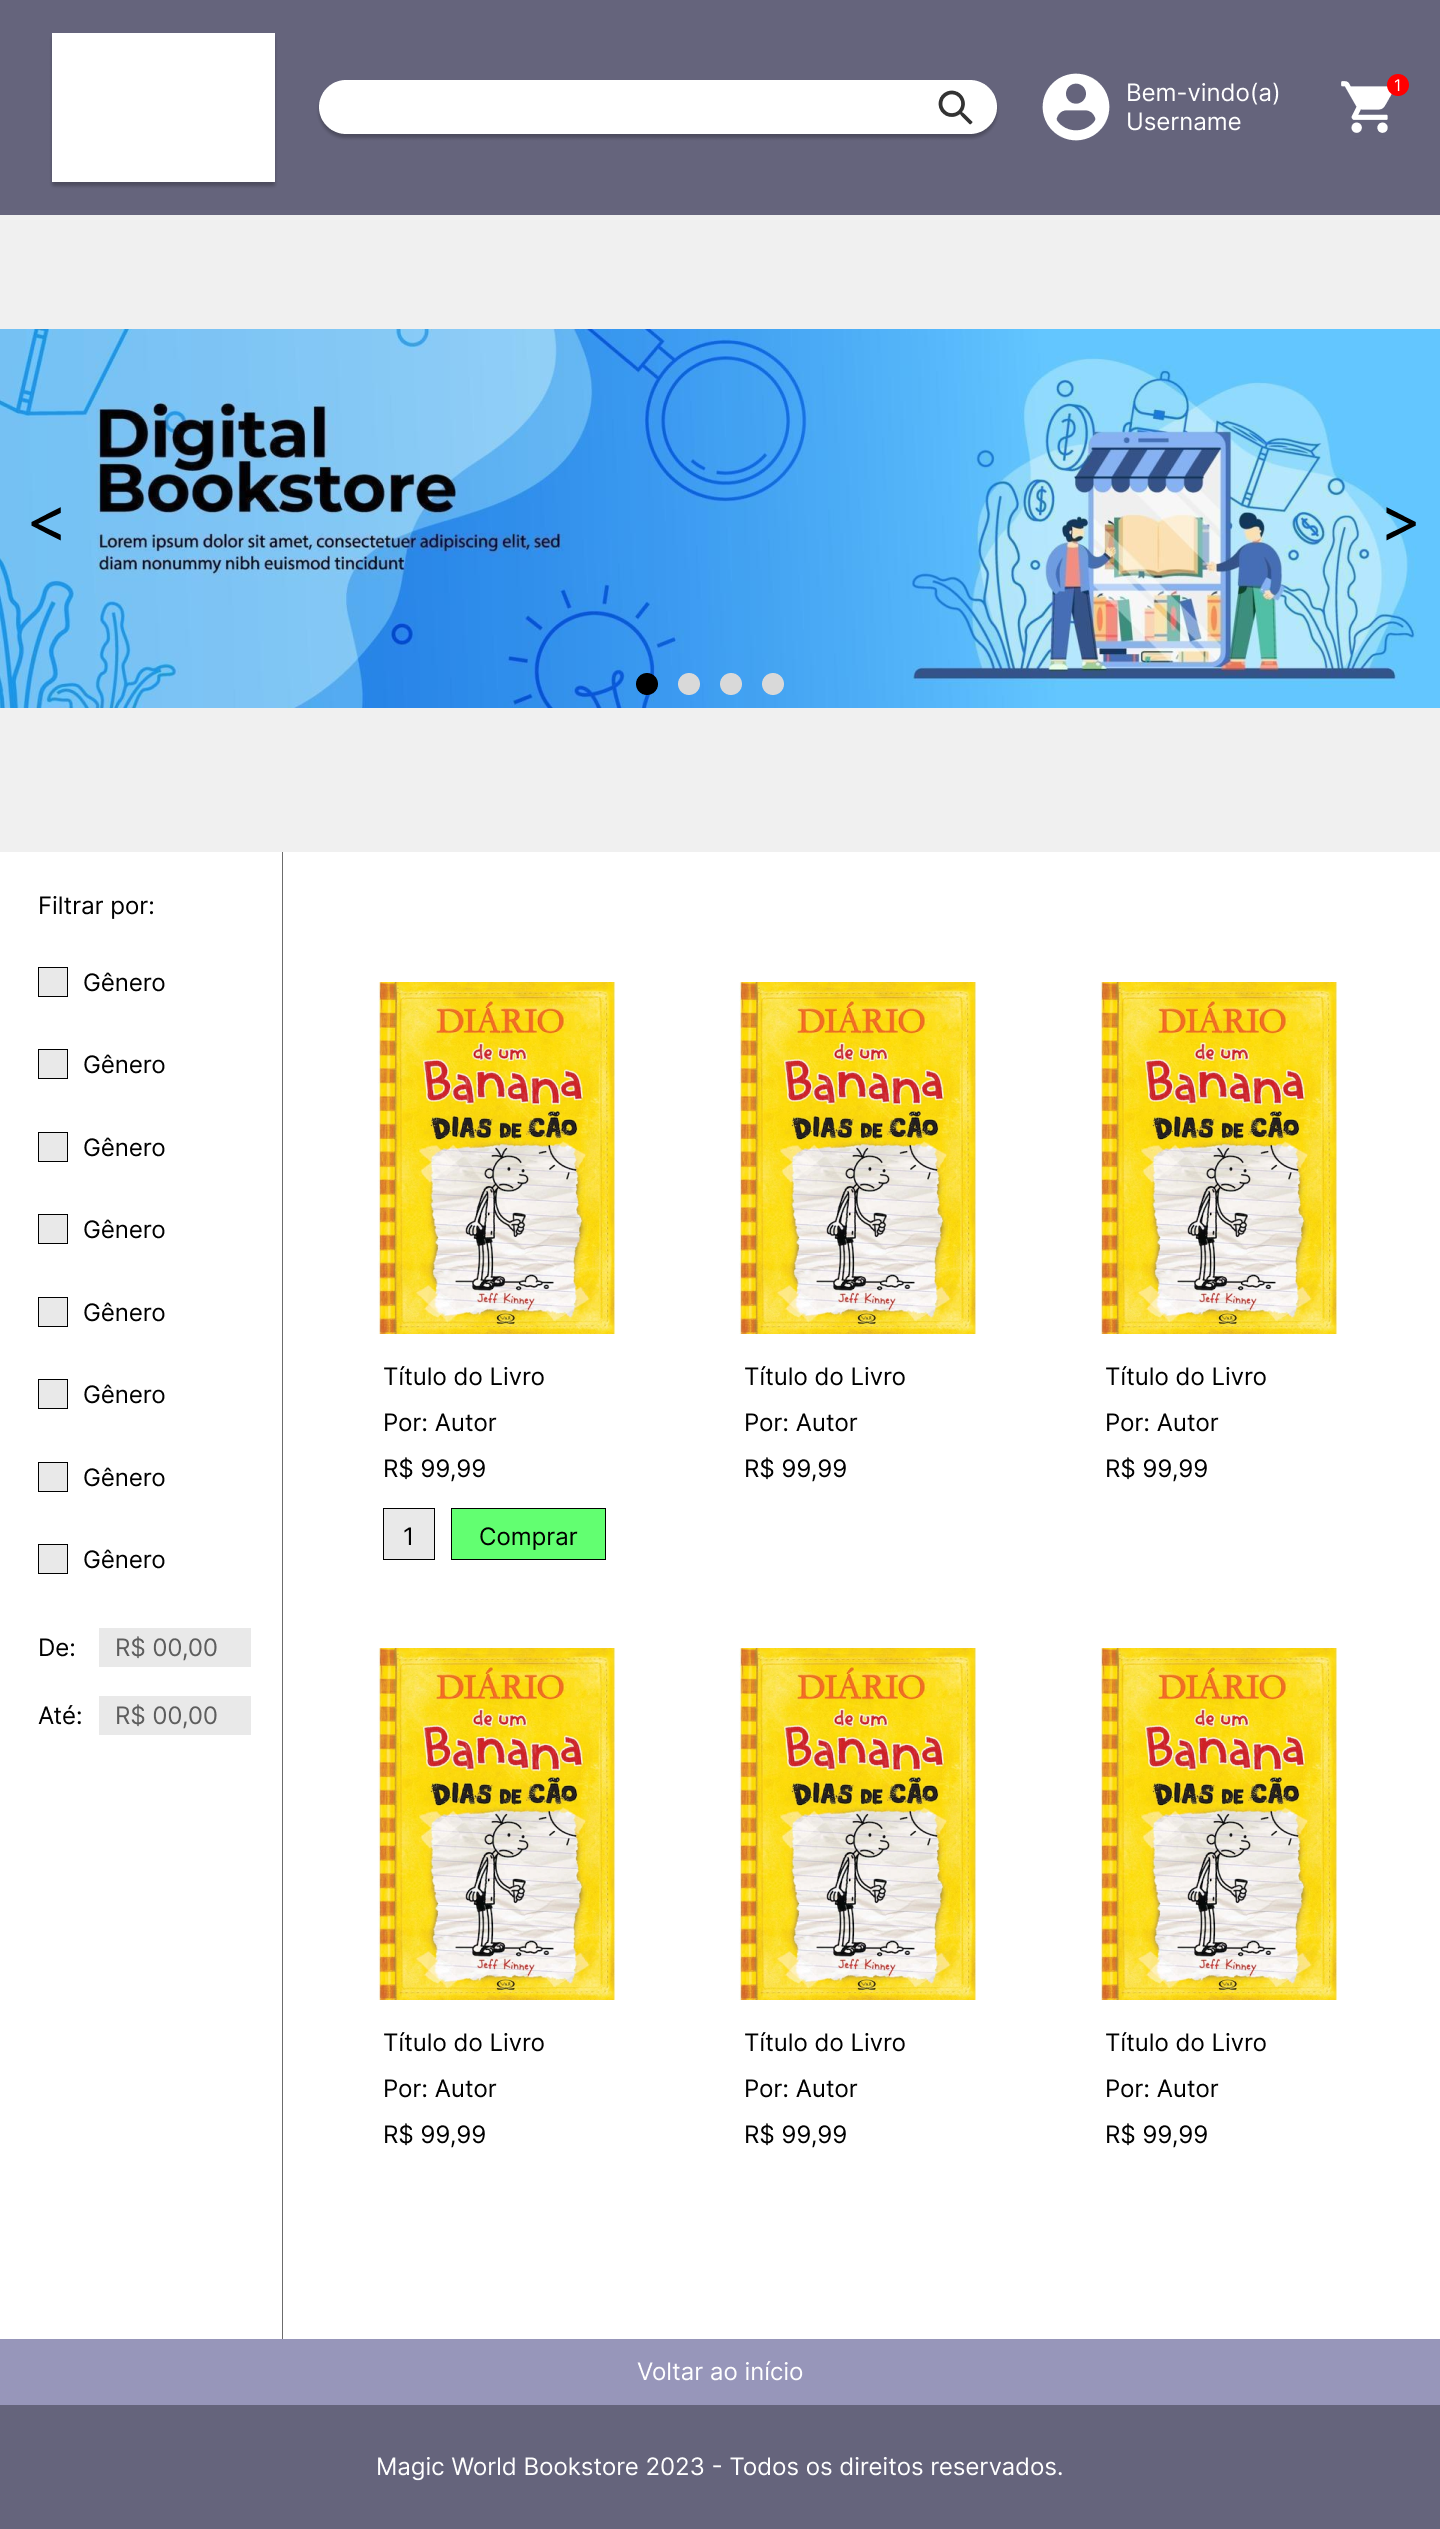 Bem-vindo(a)
Username
1
Digital
Bookstore
Lorem ipsum dolor sit amet, consectetuer adipiscing elit, sed
diam nonummy nibh euismod tincidunt
<
>
Filtrar por:
Gênero
Gênero
Gênero
Gênero
Gênero
Gênero
Gênero
Gênero
De: R$ 00,00
Até: R$ 00,00
DIÁRIO
de um
Banana
DIAS DE CÃO
Jeff Kinney
Título do Livro
Por: Autor
R$ 99,99
1 Comprar
DIÁRIO
de um
Banana
DIAS DE CÃO
Jeff Kinney
Título do Livro
Por: Autor
R$ 99,99
DIÁRIO
de um
Banana
DIAS DE CÃO
Jeff Kinney
Título do Livro
Por: Autor
R$ 99,99
DIÁRIO
de um
Banana
DIAS DE CÃO
Jeff Kinney
Título do Livro
Por: Autor
R$ 99,99
DIÁRIO
de um
Banana
DIAS DE CÃO
Jeff Kinney
Título do Livro
Por: Autor
R$ 99,99
DIÁRIO
de um
Banana
DIAS DE CÃO
Jeff Kinney
Título do Livro
Por: Autor
R$ 99,99
Voltar ao início
Magic World Bookstore 2023 - Todos os direitos reservados.